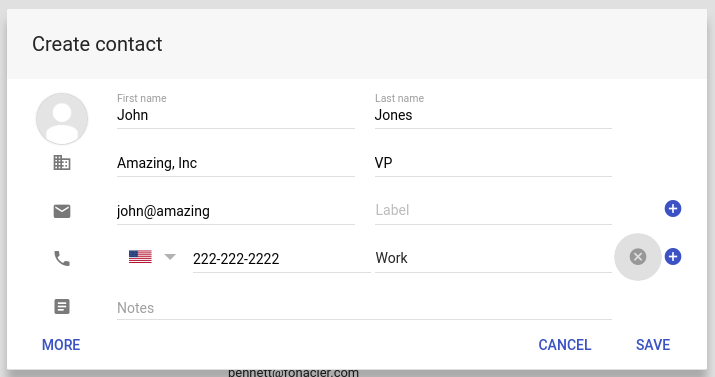 Create contact
First name Last name
John Jones
Amazing, Inc VP
john@amazing Label
222-222-2222 Work
Notes
MORE CANCEL SAVE
bennett@fonacier.com